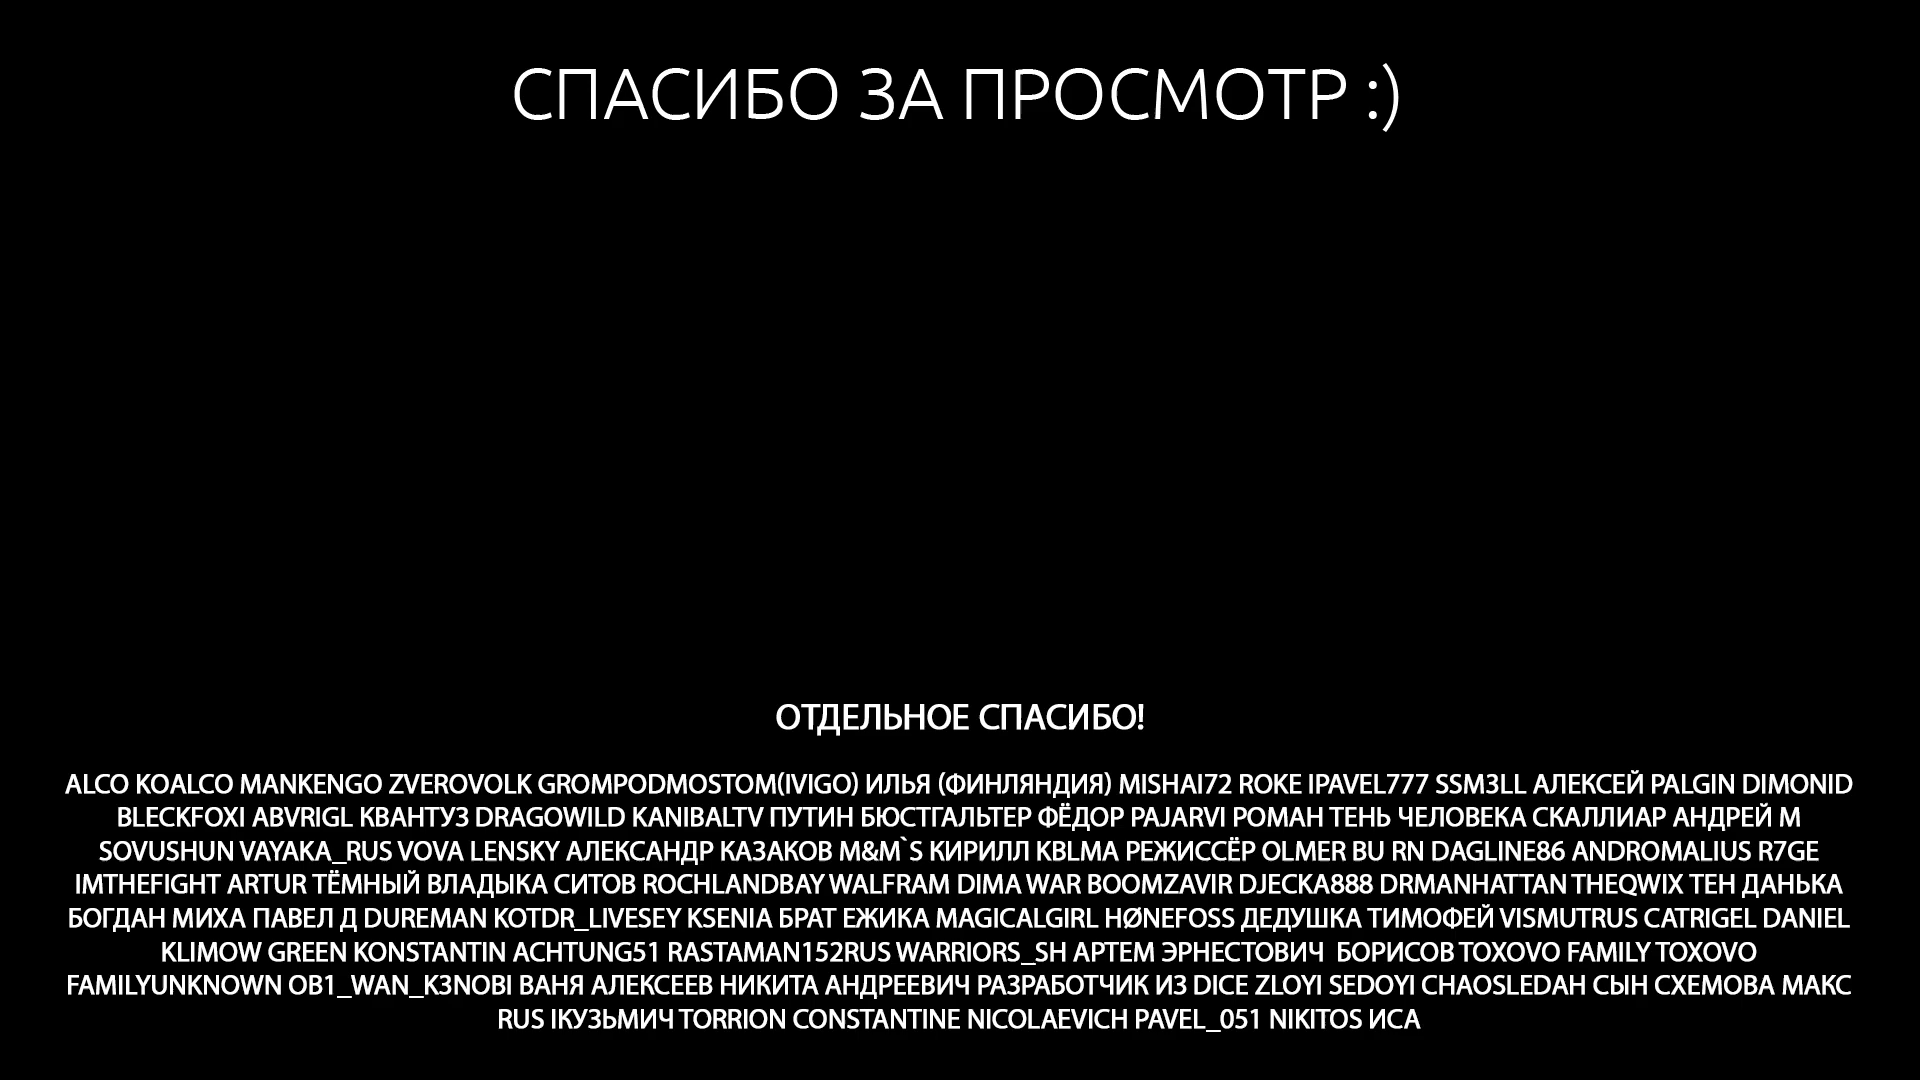 СПАСИБО ЗА ПРОСМОТР :)
ОТДЕЛЬНОЕ СПАСИБО!
ALCO KOALCO MANKENGO ZVEROVOLK GROMPODMOSTOM(IVIGO) ИЛЬЯ (ФИНЛЯНДИЯ) MISHAI72 ROKE IPAVEL777 SSM3LL АЛЕКСЕЙ PALGIN DIMONID
BLECKFOXI ABVRIGL КВАНТУЗ DRAGOWILD KANIBALTV ПУТИН БЮСТГАЛЬТЕР ФЁДОР PAJARVI РОМАН ТЕНЬ ЧЕЛОВЕКА СКАЛЛИАР АНДРЕЙ М
SOVUSHUN VAYAKA_RUS VOVA LENSKY АЛЕКСАНДР КАЗАКОВ M&M`S КИРИЛЛ KBLMA РЕЖИССЁР OLMER BU RN DAGLINE86 ANDROMALIUS R7GE
IMTHEFIGHT ARTUR ТЁМНЫЙ ВЛАДЫКА СИТОВ ROCHLANDBAY WALFRAM DIMA WAR BOOMZAVIR DJECKA888 DRMANHATTAN THEQWIX ТЕН ДАНЬКА
БОГДАН МИХА ПАВЕЛ Д DUREMAN KOTDR_LIVESEY KSENIA БРАТ ЕЖИКА MAGICALGIRL HØNEFOSS ДЕДУШКА ТИМОФЕЙ VISMUTRUS CATRIGEL DANIEL
KLIMOW GREEN KONSTANTIN ACHTUNG51 RASTAMAN152RUS WARRIORS_SH АРТЕМ ЭРНЕСТОВИЧ  БОРИСОВ TOXOVO FAMILY TOXOVO
FAMILYUNKNOWN OB1_WAN_K3NOBI ВАНЯ АЛЕКСЕЕВ НИКИТА АНДРЕЕВИЧ РАЗРАБОТЧИК ИЗ DICE ZLOYI SEDOYI CHAOSLEDAH СЫН СХЕМОВА МАКС
RUS IКУЗЬМИЧ TORRION CONSTANTINE NICOLAEVICH PAVEL_051 NIKITOS ИСА